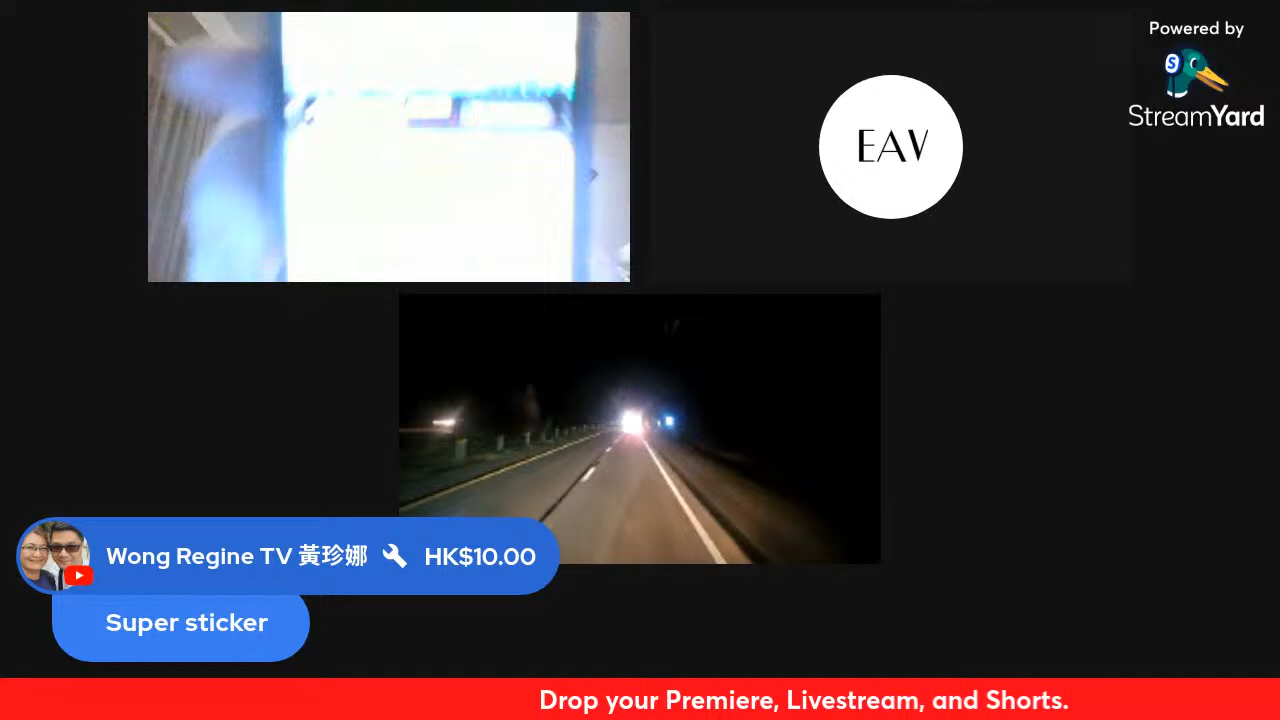 Powered by
S
StreamYard
EAV
Wong Regine TV 黃珍娜 HK$10.00
Super sticker
Drop your Premiere, Livestream, and Shorts.